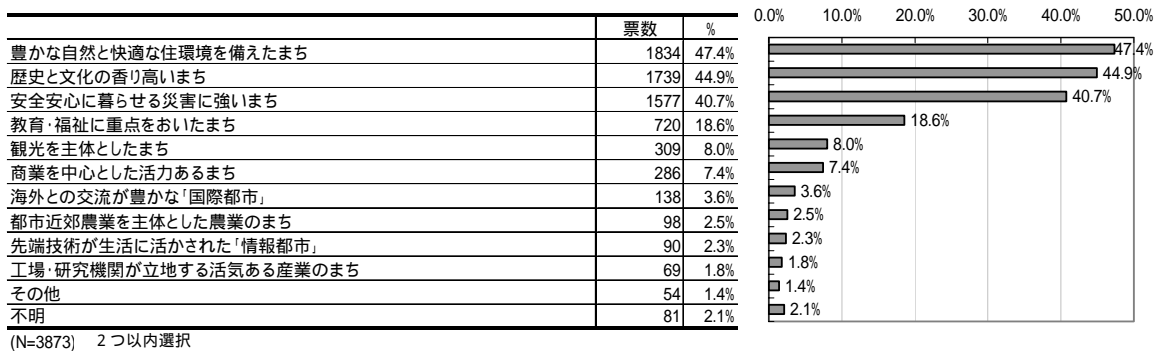 票数 %
豊かな自然と快適な住環境を備えたまち 1834 47.4%
歴史と文化の香り高いまち 1739 44.9%
安全安心に暮らせる災害に強いまち 1577 40.7%
教育・福祉に重点をおいたまち 720 18.6%
観光を主体としたまち 309 8.0%
商業を中心とした活力あるまち 286 7.4%
海外との交流が豊かな「国際都市」 138 3.6%
都市近郊農業を主体とした農業のまち 98 2.5%
先端技術が生活に活かされた「情報都市」 90 2.3%
工場・研究機関が立地する活気ある産業のまち 69 1.8%
その他 54 1.4%
不明 81 2.1%
(N=3873) 2つ以内選択
0.0% 10.0% 20.0% 30.0% 40.0% 50.0%
47.4%
44.9%
40.7%
18.6%
8.0%
7.4%
3.6%
2.5%
2.3%
1.8%
1.4%
2.1%